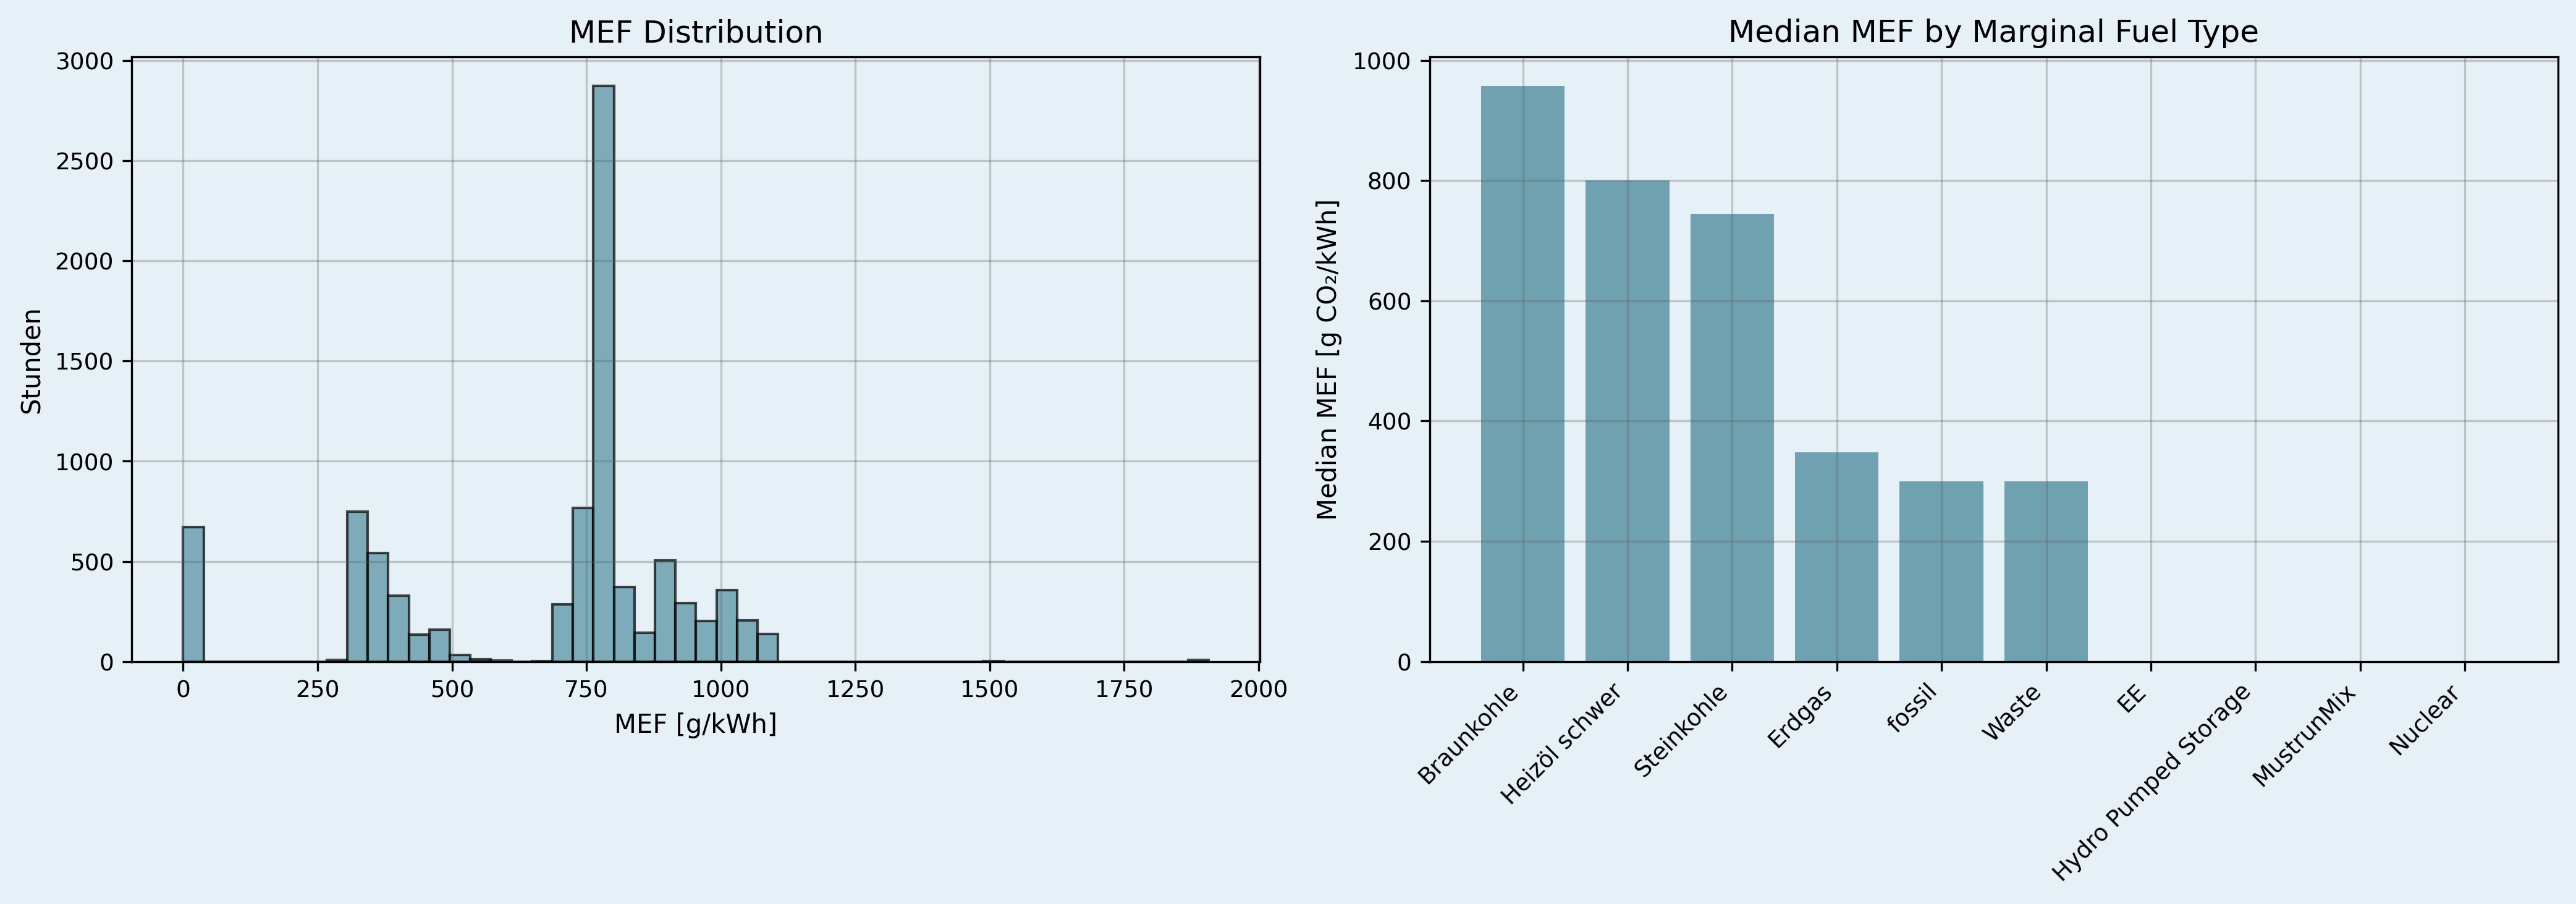 MEF Distribution
3000
2500
2000
1500
1000
500
0
Stunden
0 250 500 750 1000 1250 1500 1750 2000
MEF [g/kWh]
Median MEF by Marginal Fuel Type
1000
800
600
400
200
0
Median MEF [g CO₂/kWh]
Braunkohle
Heizöl schwer
Steinkohle
Erdgas
fossil
Waste
EE
Hydro Pumped Storage
MustrunMix
Nuclear